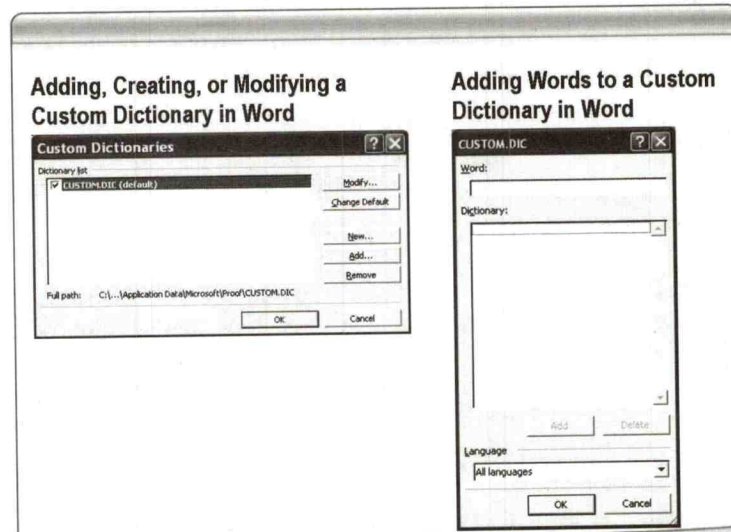 Adding, Creating, or Modifying a
Custom Dictionary in Word
Custom Dictionaries
Dictionary list
CUSTOM.DIC (default)
Modify...
Change Default
New...
Add...
Remove
Full path: C:\...\Application Data\Microsoft\Proof\CUSTOM.DIC
OK Cancel
Adding Words to a Custom
Dictionary in Word
CUSTOM.DIC
Word:
Dictionary:
Add Delete
Language
All languages
OK Cancel